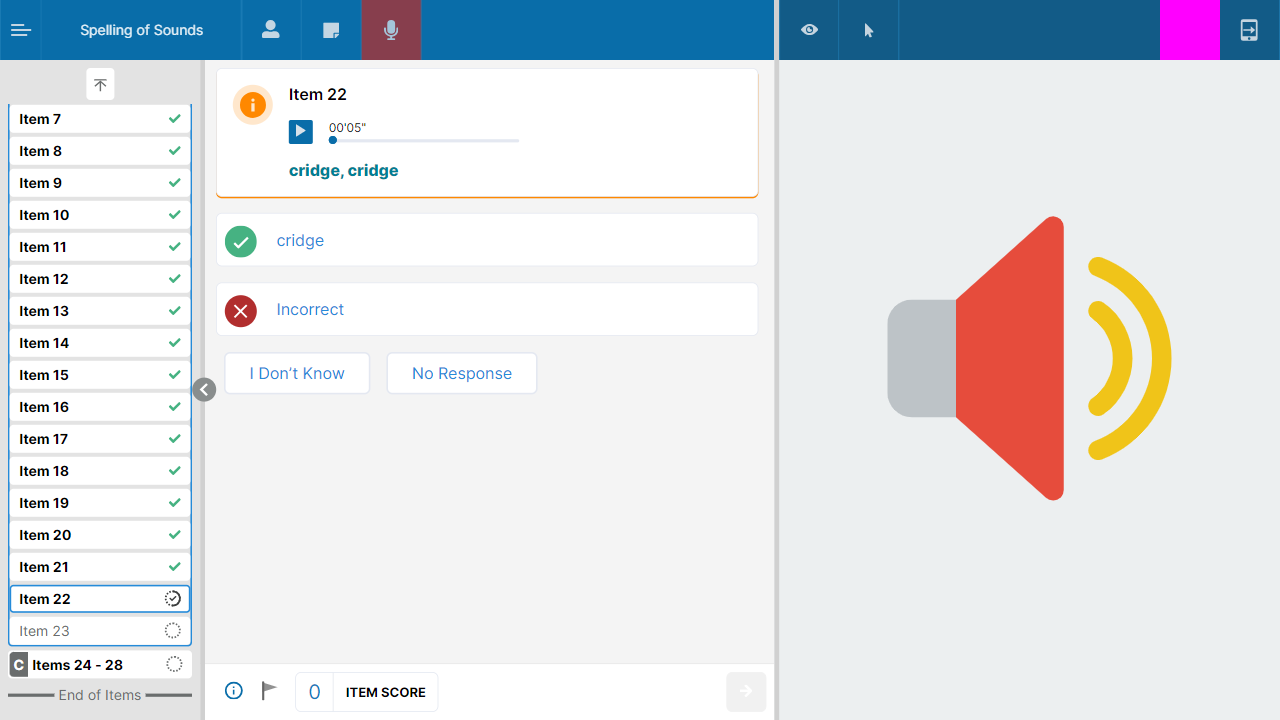 Spelling of Sounds
Item 7
Item 8
Item 9
Item 10
Item 11
Item 12
Item 13
Item 14
Item 15
Item 16
Item 17
Item 18
Item 19
Item 20
Item 21
Item 22
Item 23
C Items 24 - 28
End of Items
Item 22
00'05"
cridge, cridge
cridge
Incorrect
I Don't Know
No Response
0 ITEM SCORE